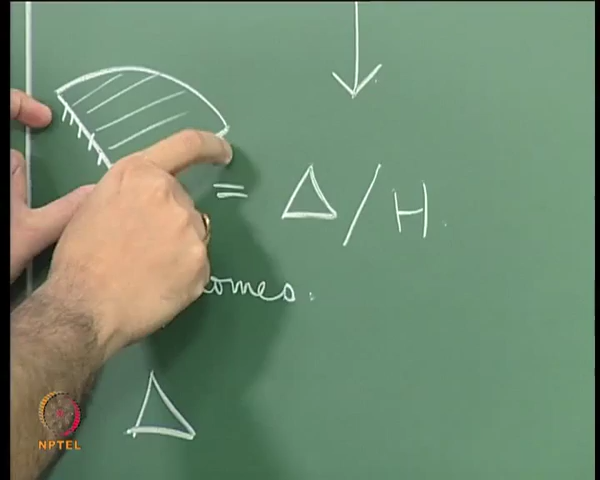 = △ / H
omes.
△
NPTEL